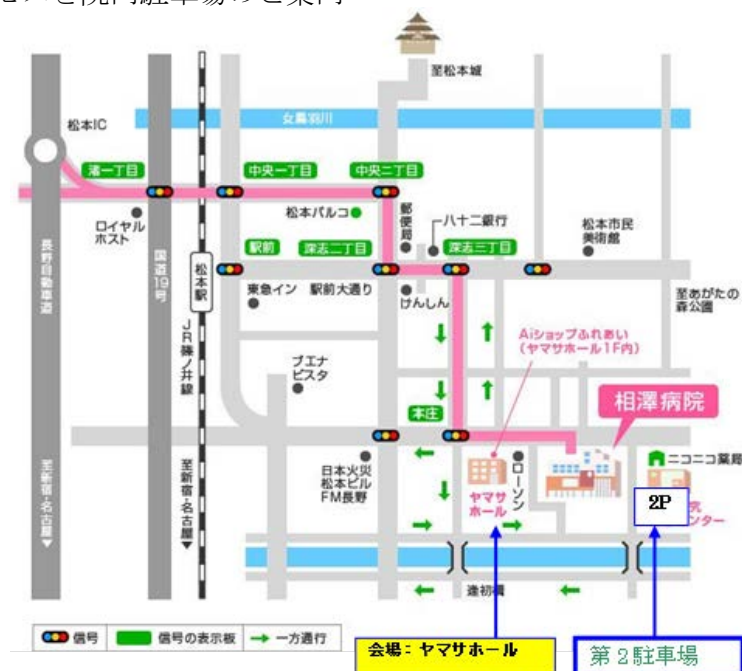 セスと院内駐車場のご案内
至松本城
女鳥羽川
松本IC
渚一丁目
中央一丁目
中央二丁目
ロイヤル
ホスト
松本パルコ
郵便局
八十二銀行
松本市民
美術館
長野自動車道
国道19号
松本駅
駅前
深志二丁目
深志三丁目
東急イン
駅前大通り
けんしん
至あがたの
森公園
JR篠ノ井線
Aiショップふれあい
(ヤマサホール1F内)
ブエナ
ビスタ
本庄
相澤病院
至新宿・名古屋
至新宿・名古屋
日本火災
松本ビル
FM長野
ヤマサ
ホール
ローソン
ニコニコ薬局
2P
究
ンター
逢初橋
信号
信号の表示板
一方通行
会場:ヤマサホール
第2駐車場